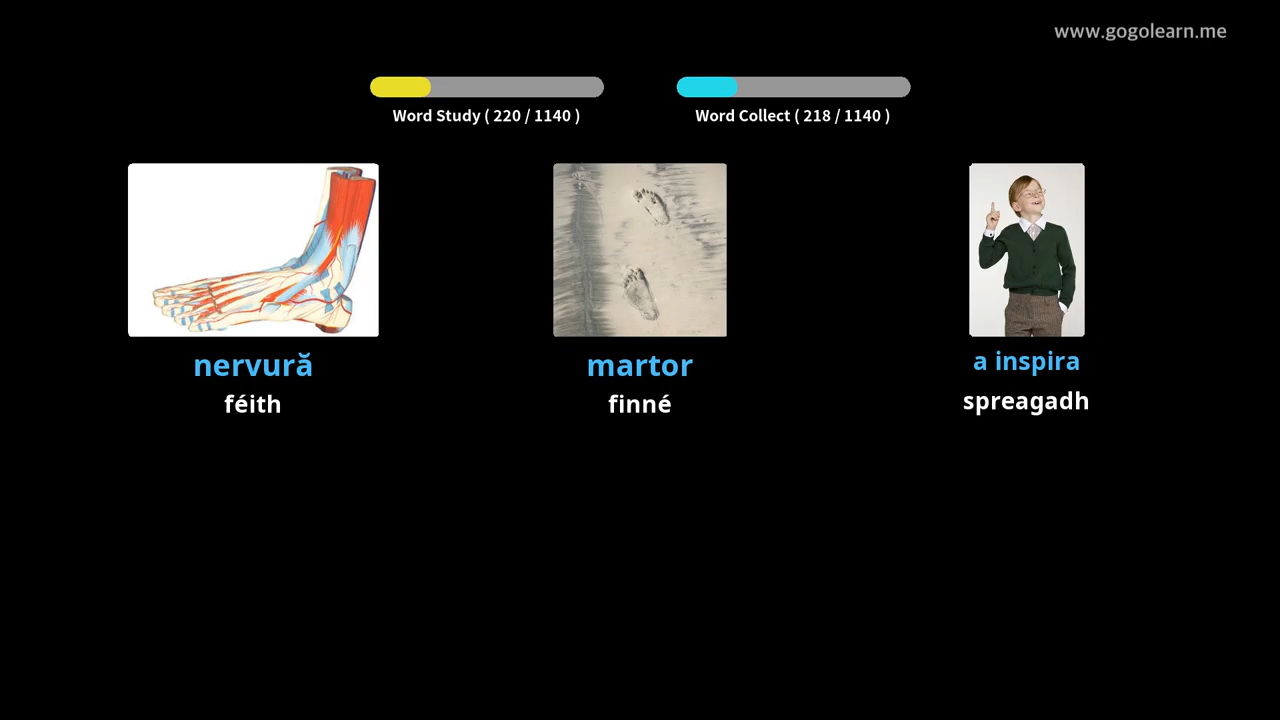 www.gogolearn.me
Word Study ( 220 / 1140 )
Word Collect ( 218 / 1140 )
nervură
martor
a inspira
féith
finné
spreagadh